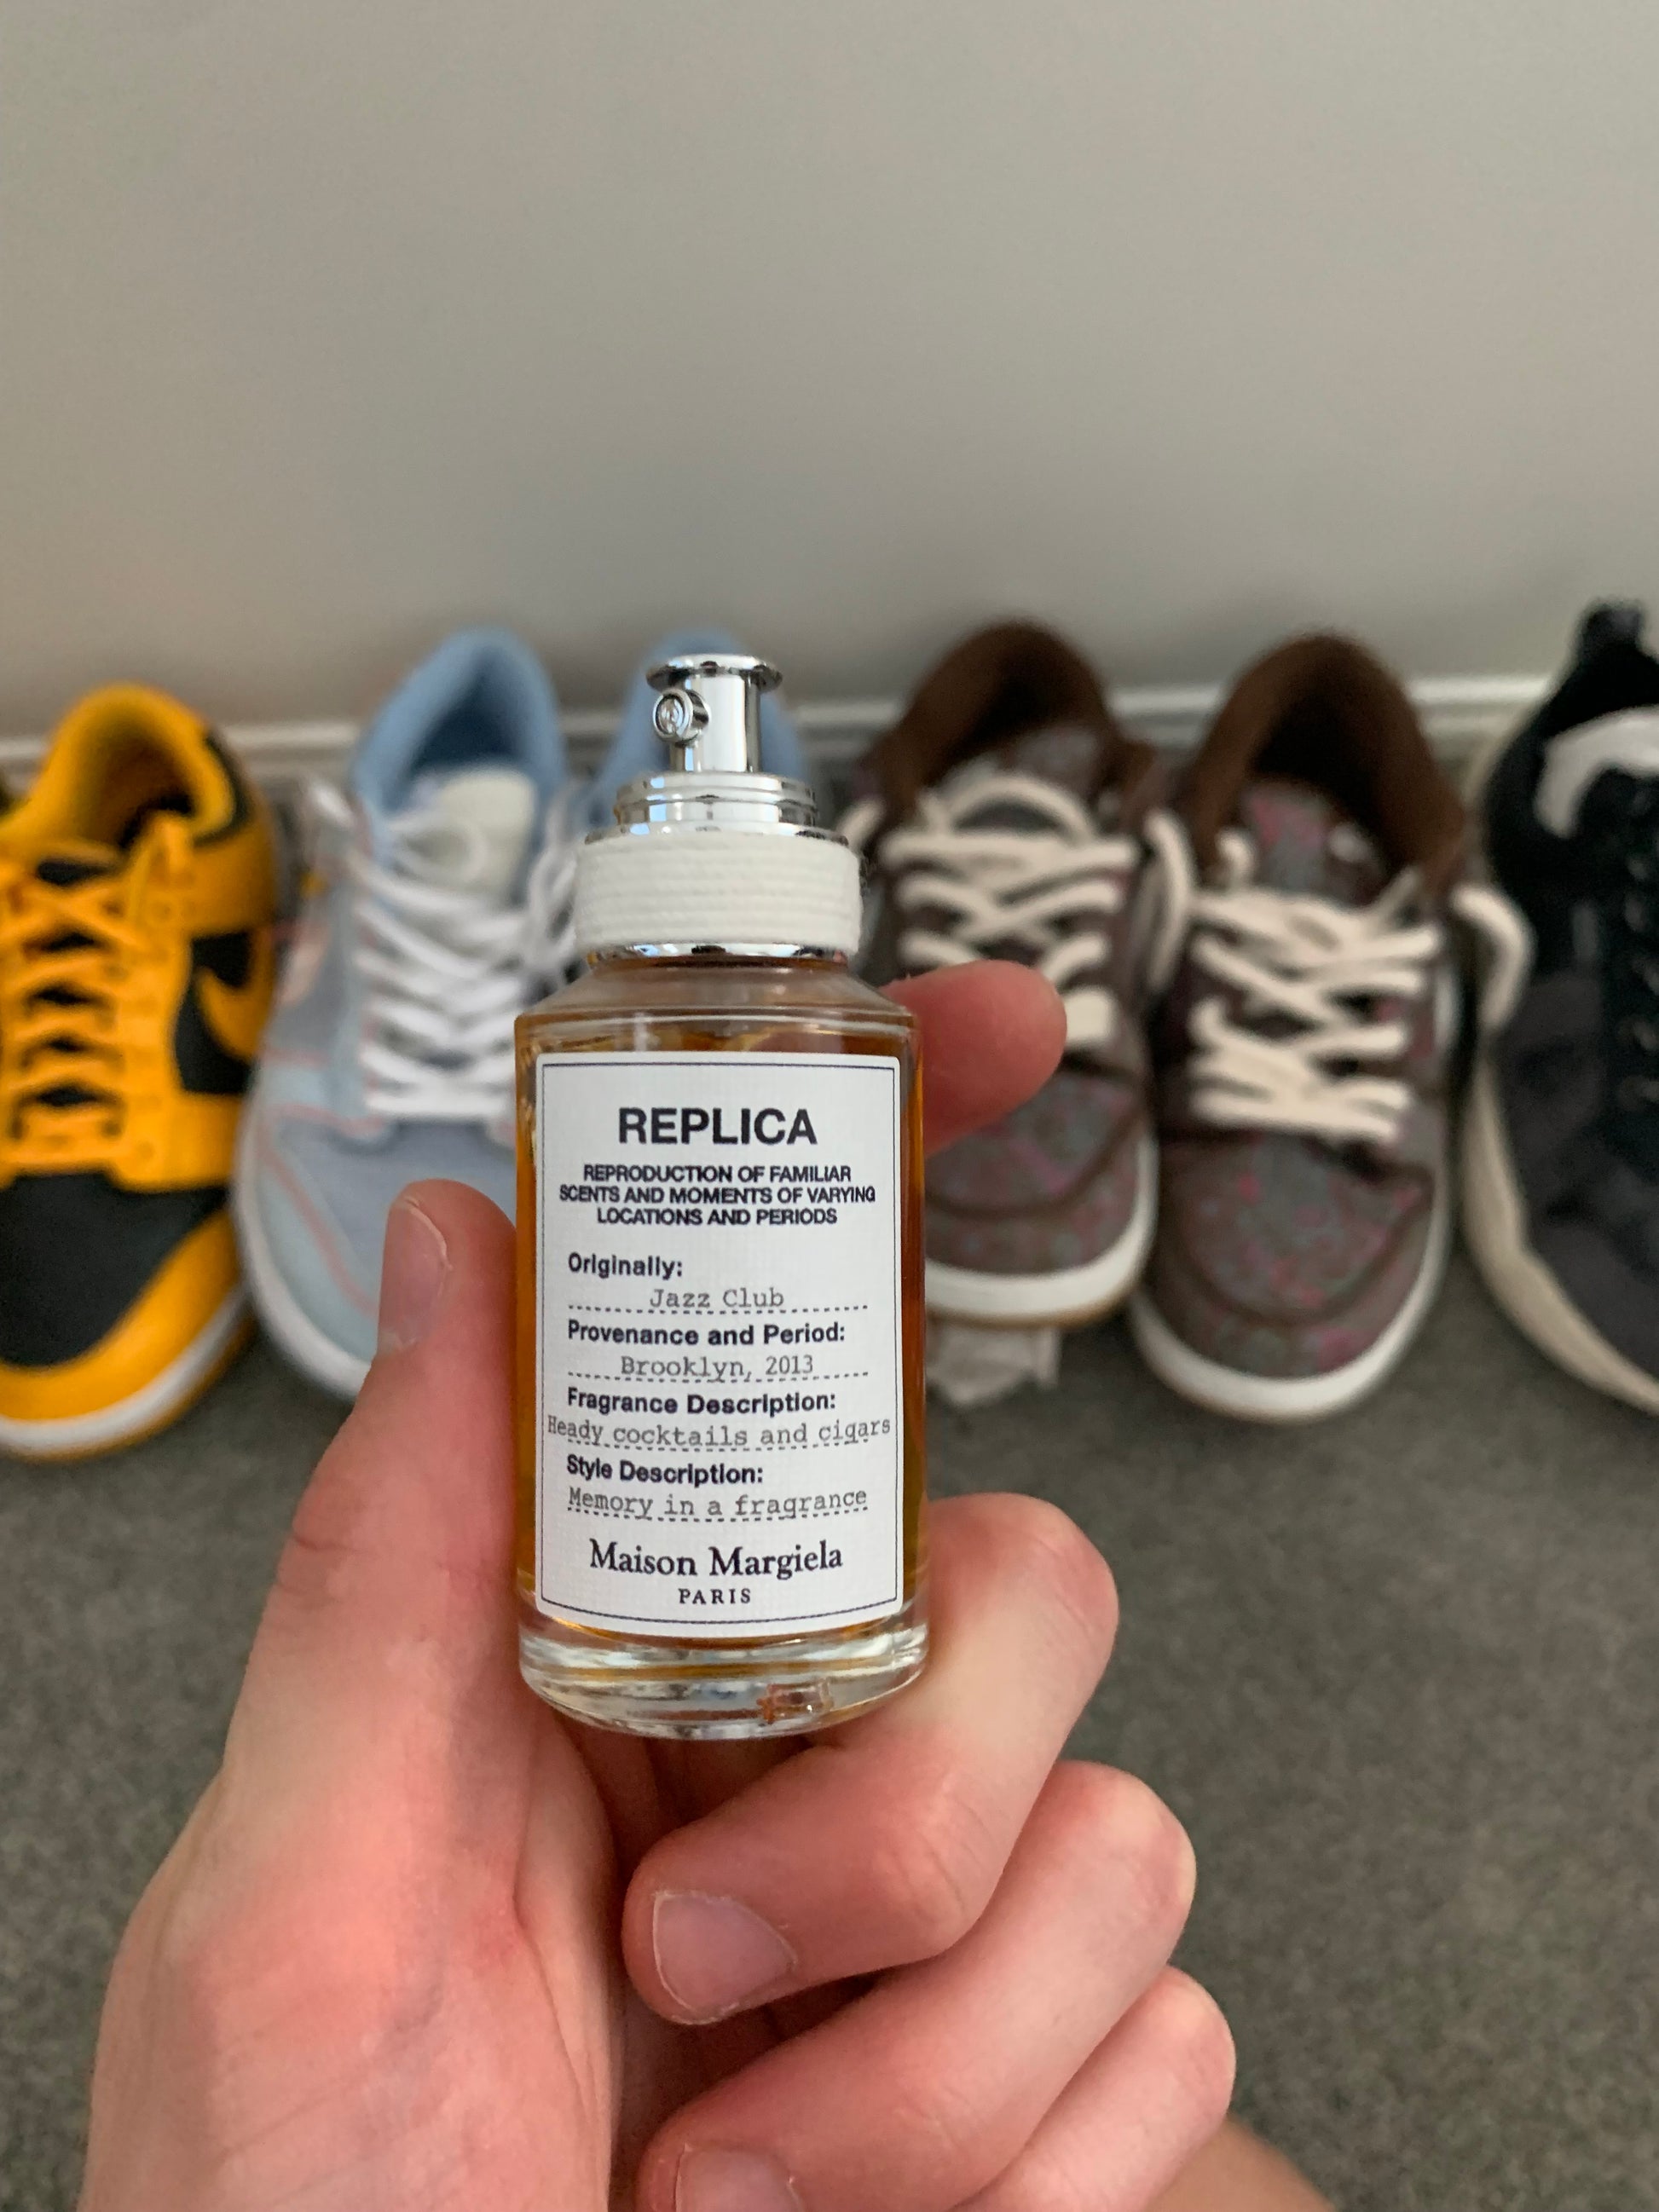 REPLICA
REPRODUCTION OF FAMILIAR
SCENTS AND MOMENTS OF VARYING
LOCATIONS AND PERIODS
Originally:
Jazz Club
Provenance and Period:
Brooklyn, 2013
Fragrance Description:
Heady cocktails and cigars
Style Description:
Memory in a fragrance
Maison Margiela
PARIS